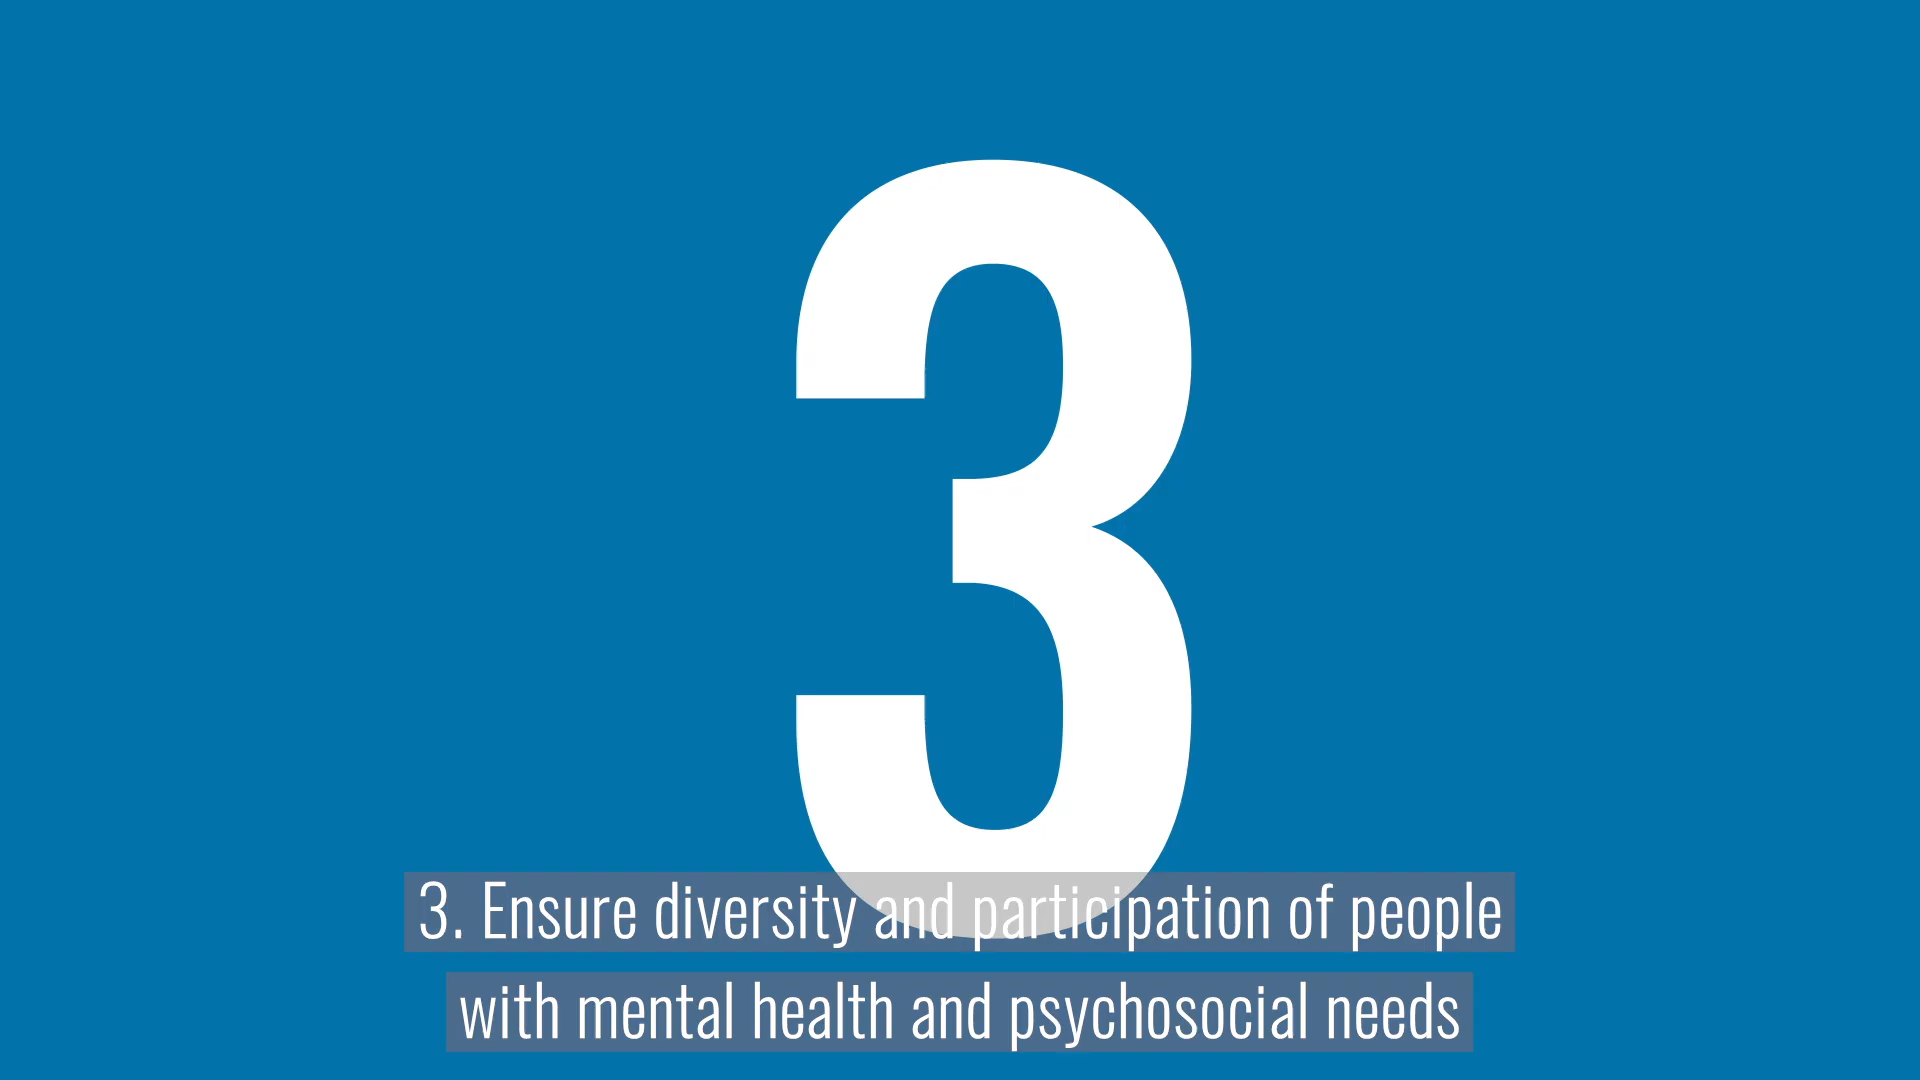 3
3. Ensure diversity and participation of people
with mental health and psychosocial needs